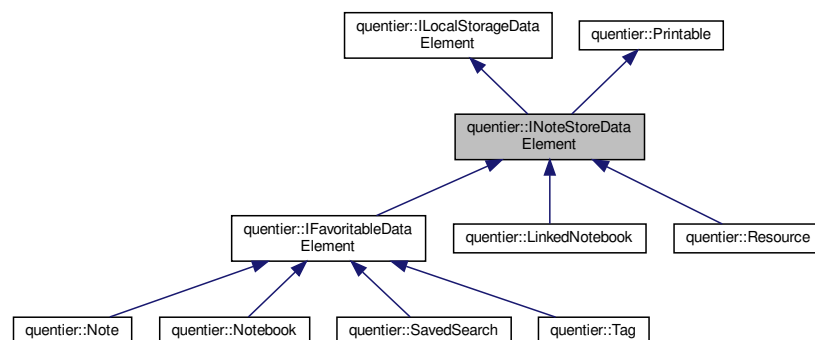 quentier::ILocalStorageData
Element
quentier::Printable
quentier::INoteStoreData
Element
quentier::IFavoritableData
Element
quentier::LinkedNotebook
quentier::Resource
quentier::Note
quentier::Notebook
quentier::SavedSearch
quentier::Tag